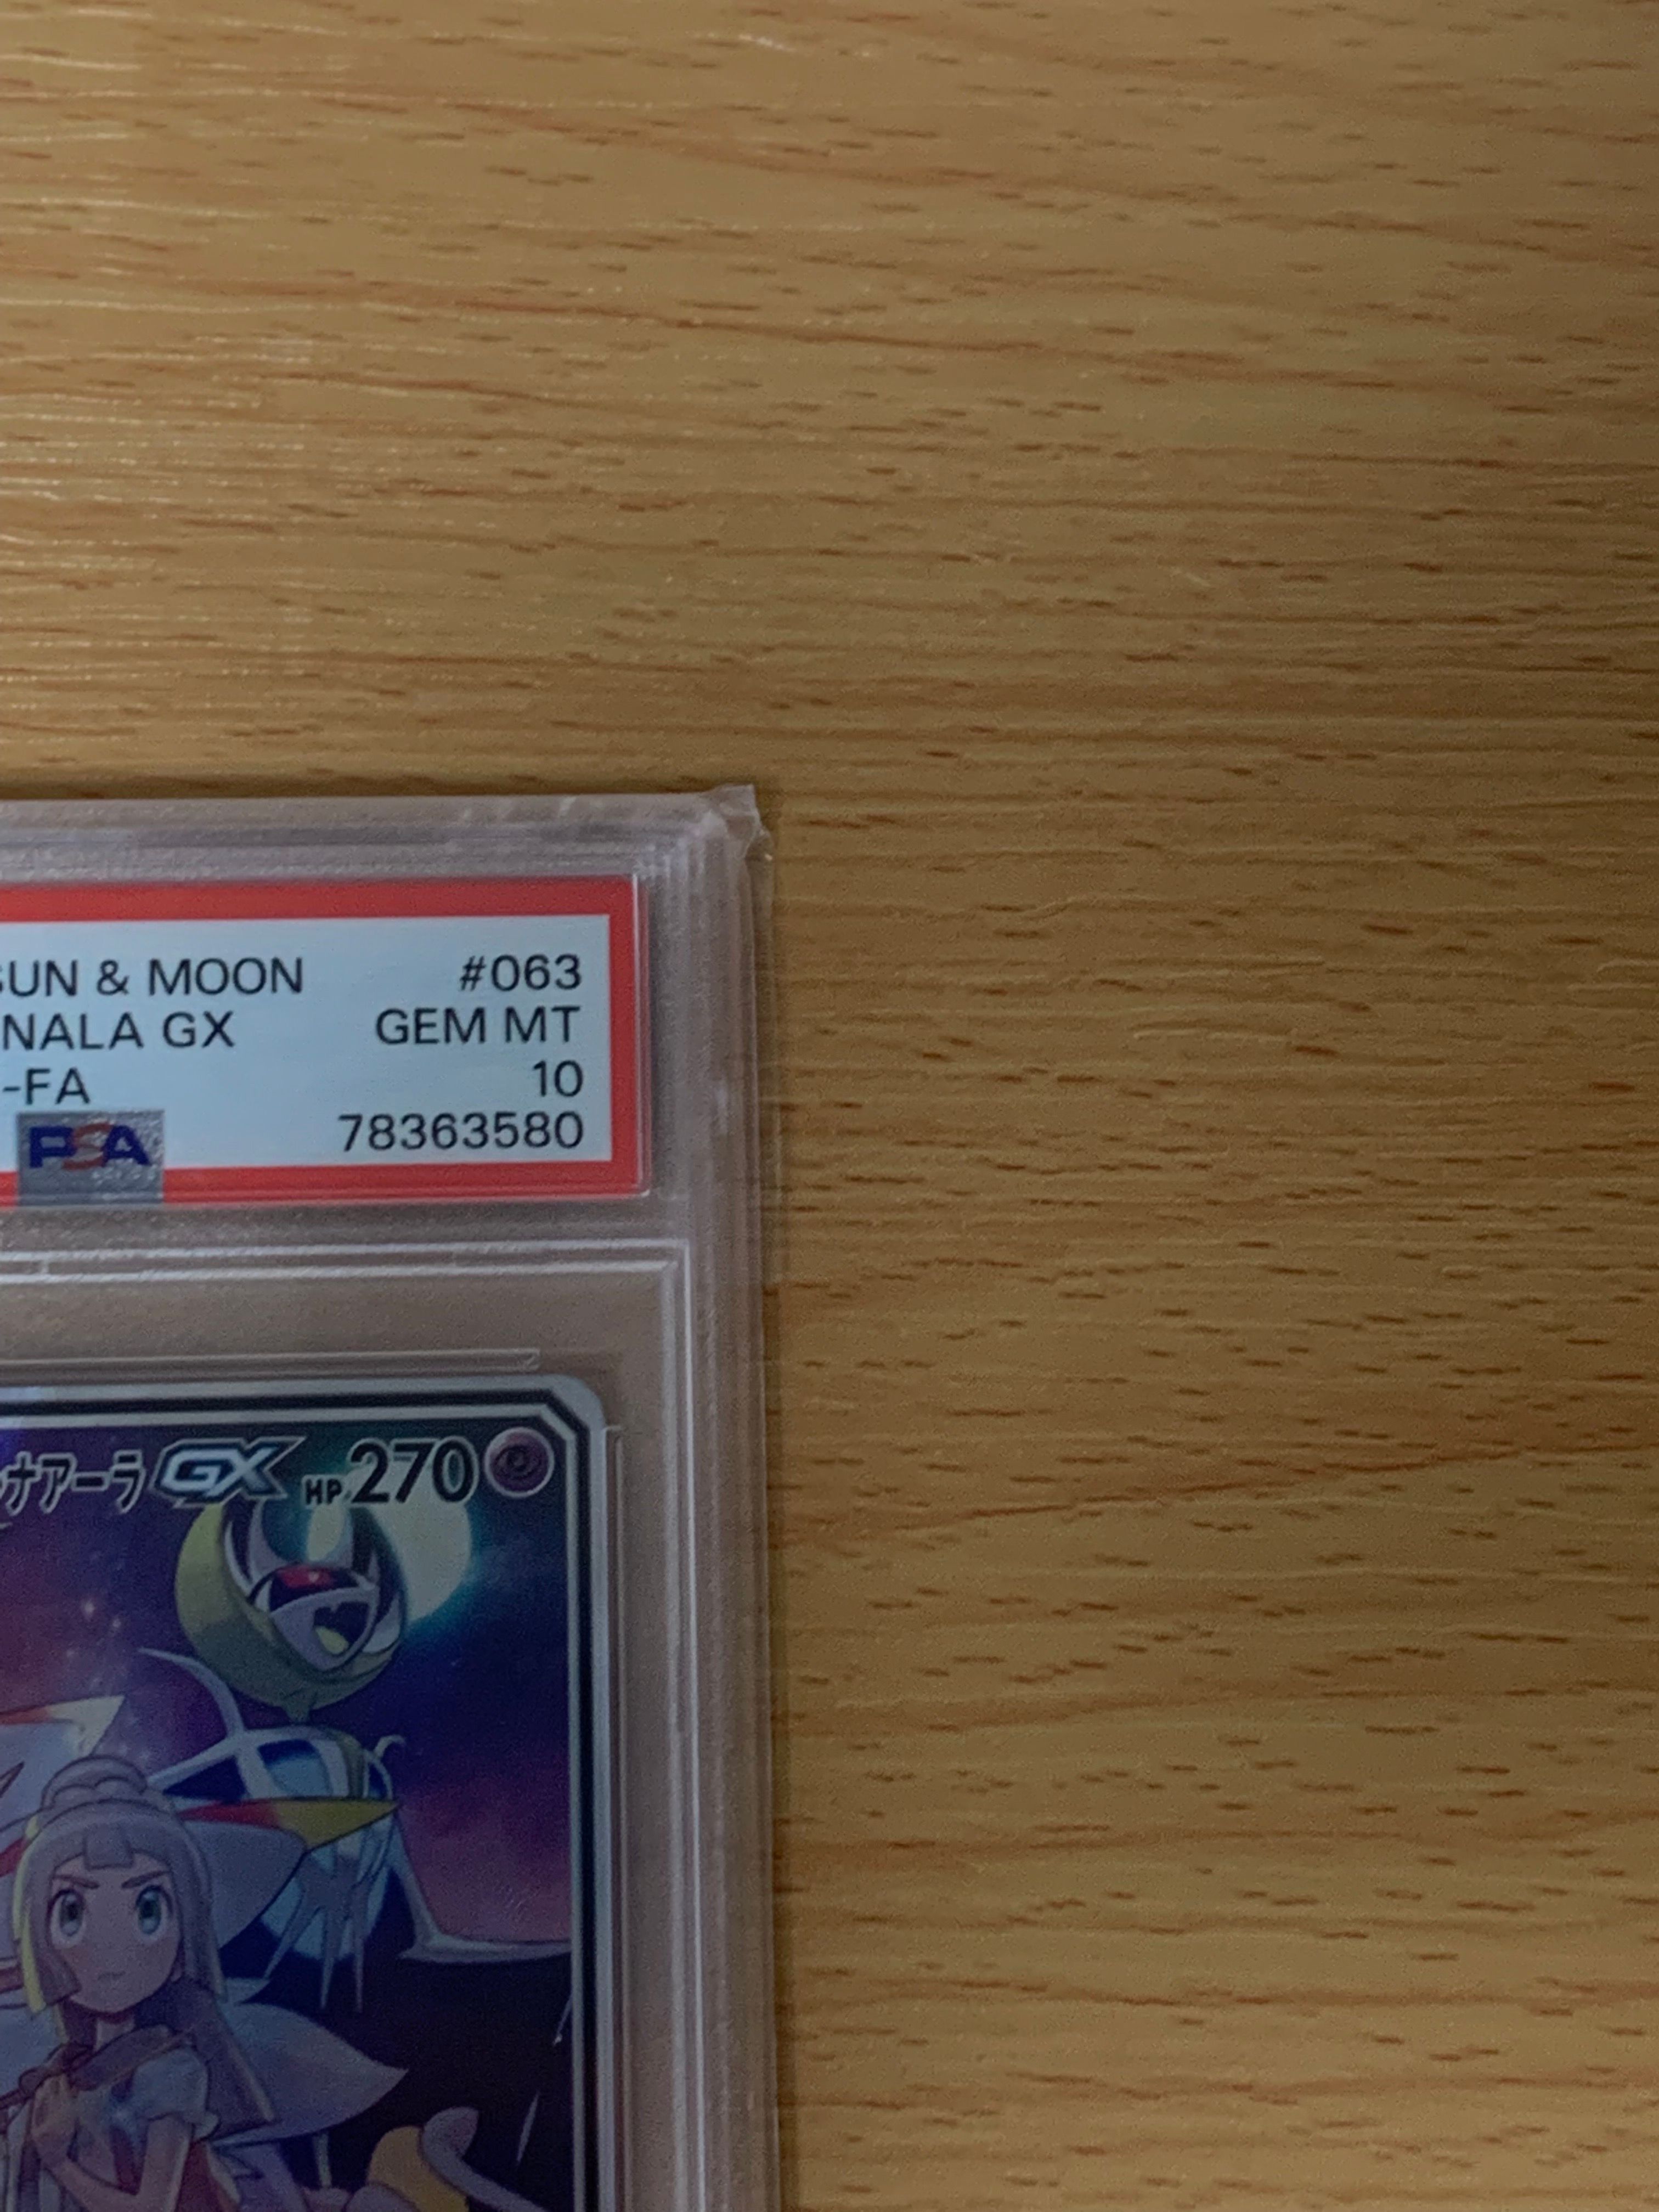 SUN & MOON #063
NALA GX GEM MT
-FA 10
PSA 78363580
ナアーラ GX HP 270